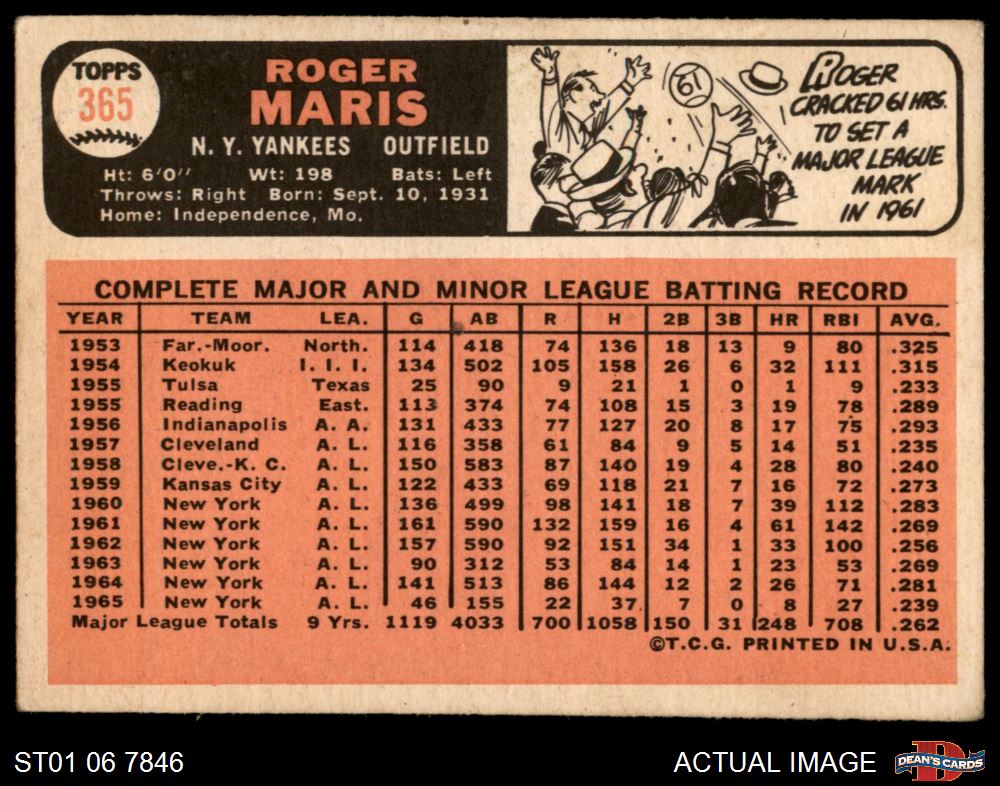 TOPPS
365
ROGER
MARIS
N. Y. YANKEES OUTFIELD
Ht: 6'0" Wt: 198 Bats: Left
Throws: Right Born: Sept. 10, 1931
Home: Independence, Mo.
61
ROGER
CRACKED 61 HRS.
TO SET A
MAJOR LEAGUE
MARK
IN 1961
COMPLETE MAJOR AND MINOR LEAGUE BATTING RECORD
YEAR TEAM LEA. G AB R H 2B 3B HR RBI AVG.
1953 Far.-Moor. North. 114 418 74 136 18 13 9 80 .325
1954 Keokuk I. I. I. 134 502 105 158 26 6 32 111 .315
1955 Tulsa Texas 25 90 9 21 1 0 1 9 .233
1955 Reading East. 113 374 74 108 15 3 19 78 .289
1956 Indianapolis A. A. 131 433 77 127 20 8 17 75 .293
1957 Cleveland A. L. 116 358 61 84 9 5 14 51 .235
1958 Cleve.-K. C. A. L. 150 583 87 140 19 4 28 80 .240
1959 Kansas City A. L. 122 433 69 118 21 7 16 72 .273
1960 New York A. L. 136 499 98 141 18 7 39 112 .283
1961 New York A. L. 161 590 132 159 16 4 61 142 .269
1962 New York A. L. 157 590 92 151 34 1 33 100 .256
1963 New York A. L. 90 312 53 84 14 1 23 53 .269
1964 New York A. L. 141 513 86 144 12 2 26 71 .281
1965 New York A. L. 46 155 22 37 7 0 8 27 .239
Major League Totals 9 Yrs. 1119 4033 700 1058 150 31 248 708 .262
©T.C.G. PRINTED IN U.S.A.
ST01 06 7846 ACTUAL IMAGE DEAN'S CARDS